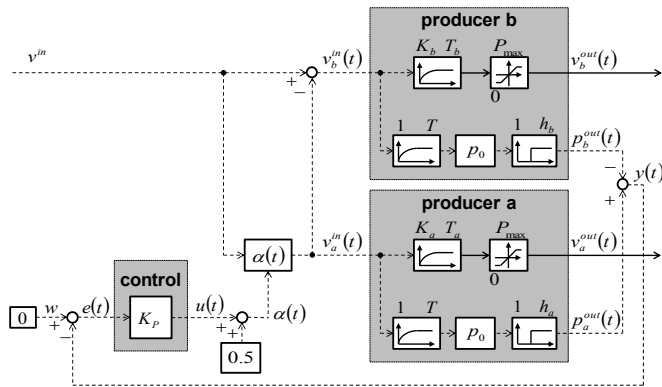 producer b
v^in
v_b^in(t)
K_b T_b
P_max
v_b^out(t)
+
−
0
1 T
1 h_b
p_0
p_b^out(t)
−
y(t)
+
producer a
α(t)
v_a^in(t)
K_a T_a
P_max
v_a^out(t)
0
control
1 T
1 h_a
0
w
e(t)
K_P
u(t)
α(t)
p_0
p_a^out(t)
+
−
+
+
0.5